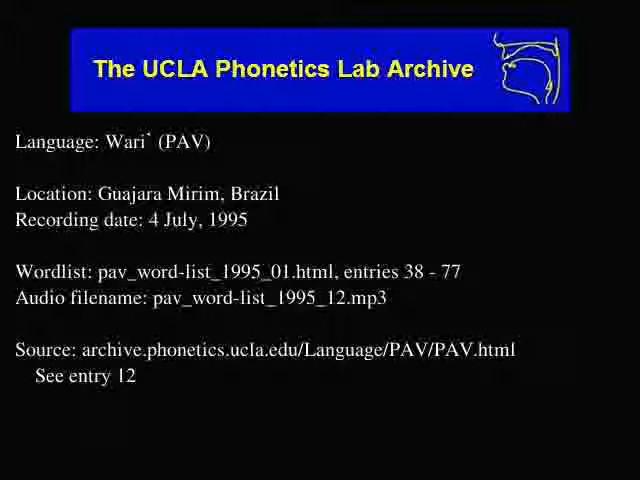 The UCLA Phonetics Lab Archive
Language: Wari` (PAV)
Location: Guajara Mirim, Brazil
Recording date: 4 July, 1995
Wordlist: pav_word-list_1995_01.html, entries 38 - 77
Audio filename: pav_word-list_1995_12.mp3
Source: archive.phonetics.ucla.edu/Language/PAV/PAV.html
See entry 12